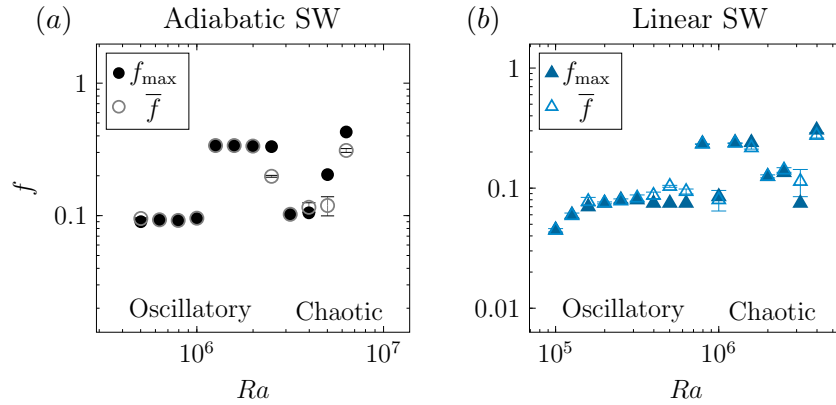 (a) Adiabatic SW
f_max
f̅
1
0.1
f
Oscillatory
Chaotic
10^6
10^7
Ra
(b) Linear SW
f_max
f̅
1
0.1
0.01
Oscillatory
Chaotic
10^5
10^6
Ra